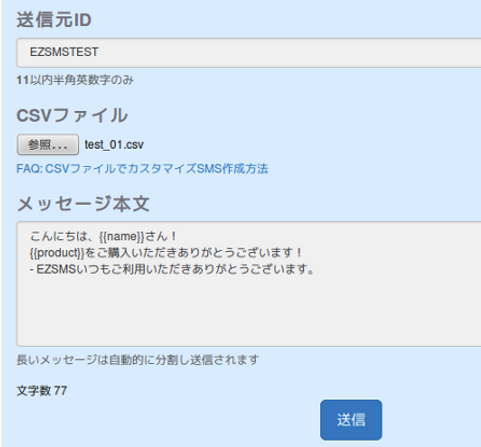 送信元ID
EZSMSTEST
11以内半角英数字のみ
CSVファイル
参照... test_01.csv
FAQ: CSVファイルでカスタマイズSMS作成方法
メッセージ本文
こんにちは、{{name}}さん！
{{product}}をご購入いただきありがとうございます！
- EZSMSいつもご利用いただきありがとうございます。
長いメッセージは自動的に分割し送信されます
文字数 77
送信